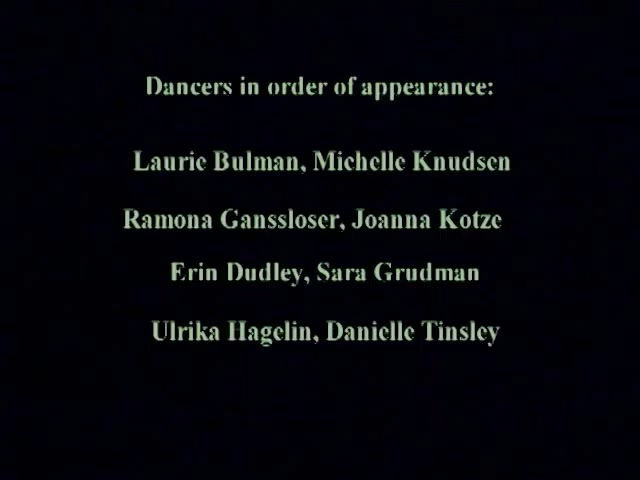 Dancers in order of appearance:
Laurie Bulman, Michelle Knudsen
Ramona Ganssloser, Joanna Kotze
Erin Dudley, Sara Grudman
Ulrika Hagelin, Danielle Tinsley